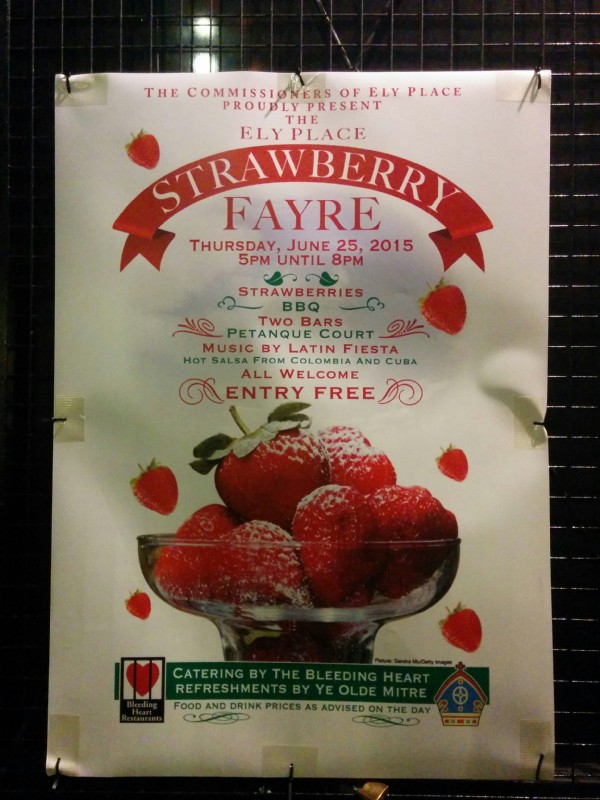 THE COMMISSIONERS OF ELY PLACE
PROUDLY PRESENT
THE
ELY PLACE
STRAWBERRY
FAYRE
THURSDAY, JUNE 25, 2015
5PM UNTIL 8PM
STRAWBERRIES
BBQ
TWO BARS
PETANQUE COURT
MUSIC BY LATIN FIESTA
HOT SALSA FROM COLOMBIA AND CUBA
ALL WELCOME
ENTRY FREE
CATERING BY THE BLEEDING HEART
REFRESHMENTS BY YE OLDE MITRE
FOOD AND DRINK PRICES AS ADVISED ON THE DAY
Bleeding
Heart
Restaurants